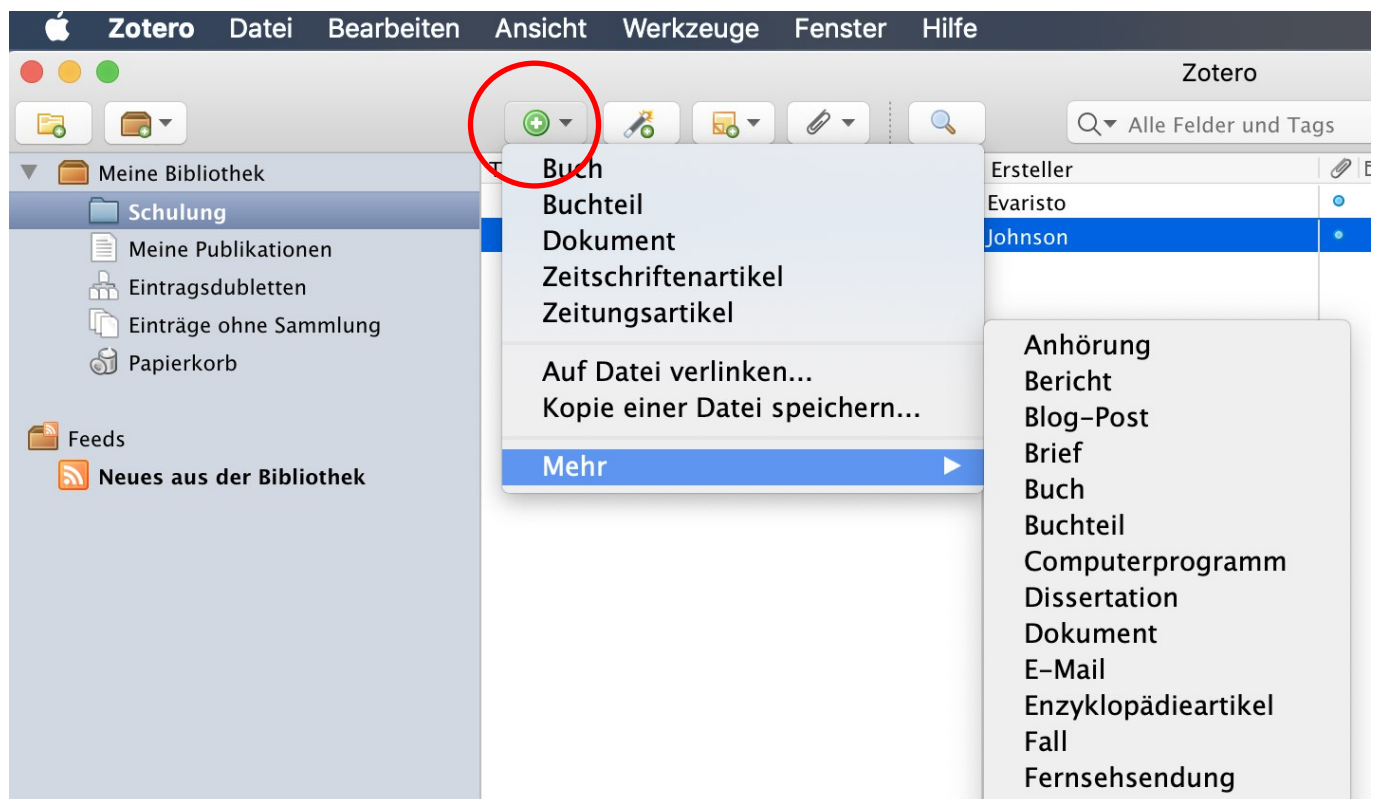 Zotero Datei Bearbeiten Ansicht Werkzeuge Fenster Hilfe
Zotero
Alle Felder und Tags
Meine Bibliothek
Schulung
Meine Publikationen
Eintragsdubletten
Einträge ohne Sammlung
Papierkorb
Feeds
Neues aus der Bibliothek
T
Ersteller
Evaristo
Johnson
Buch
Buchteil
Dokument
Zeitschriftenartikel
Zeitungsartikel
Auf Datei verlinken...
Kopie einer Datei speichern...
Mehr
Anhörung
Bericht
Blog-Post
Brief
Buch
Buchteil
Computerprogramm
Dissertation
Dokument
E-Mail
Enzyklopädieartikel
Fall
Fernsehsendung